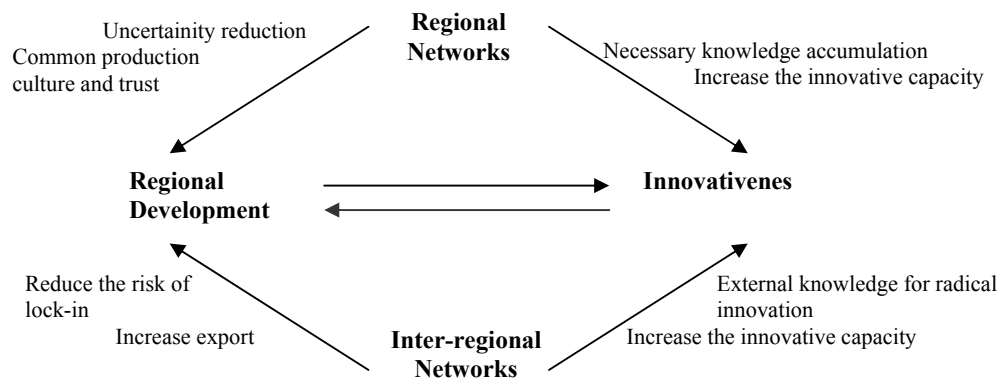 Regional
Networks
Uncertainity reduction
Common production
culture and trust
Necessary knowledge accumulation
Increase the innovative capacity
Regional
Development
Innovativenes
Reduce the risk of
lock-in
Increase export
Inter-regional
Networks
External knowledge for radical
innovation
Increase the innovative capacity